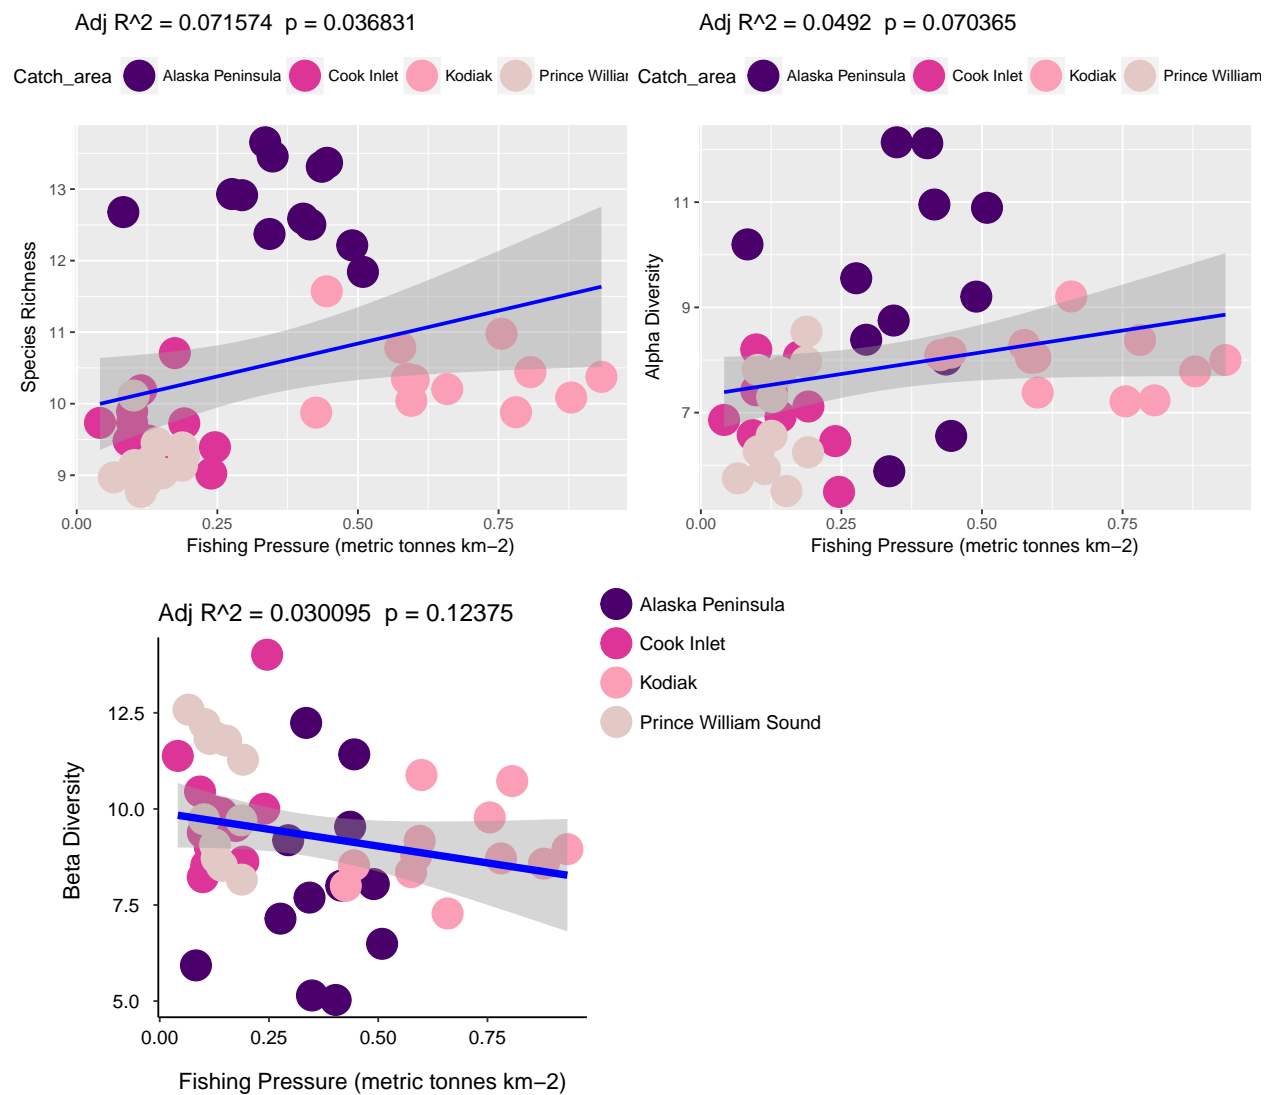 Adj R^2 = 0.071574  p = 0.036831
Catch_area Alaska Peninsula Cook Inlet Kodiak Prince William
13
12
11
10
9
Species Richness
0.00 0.25 0.50 0.75
Fishing Pressure (metric tonnes km−2)
Adj R^2 = 0.0492  p = 0.070365
Catch_area Alaska Peninsula Cook Inlet Kodiak Prince William
11
9
7
Alpha Diversity
0.00 0.25 0.50 0.75
Fishing Pressure (metric tonnes km−2)
Adj R^2 = 0.030095  p = 0.12375
12.5
10.0
7.5
5.0
Beta Diversity
0.00 0.25 0.50 0.75
Fishing Pressure (metric tonnes km−2)
Alaska Peninsula
Cook Inlet
Kodiak
Prince William Sound